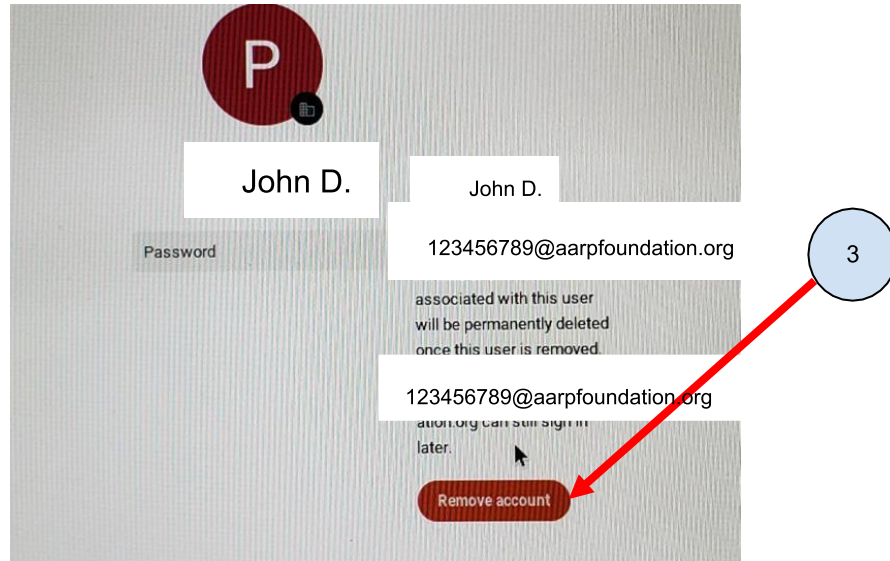 P
John D.
John D.
Password
123456789@aarpfoundation.org
associated with this user
will be permanently deleted
once this user is removed.
123456789@aarpfoundation.org
ation.org can still sign in
later.
Remove account
3